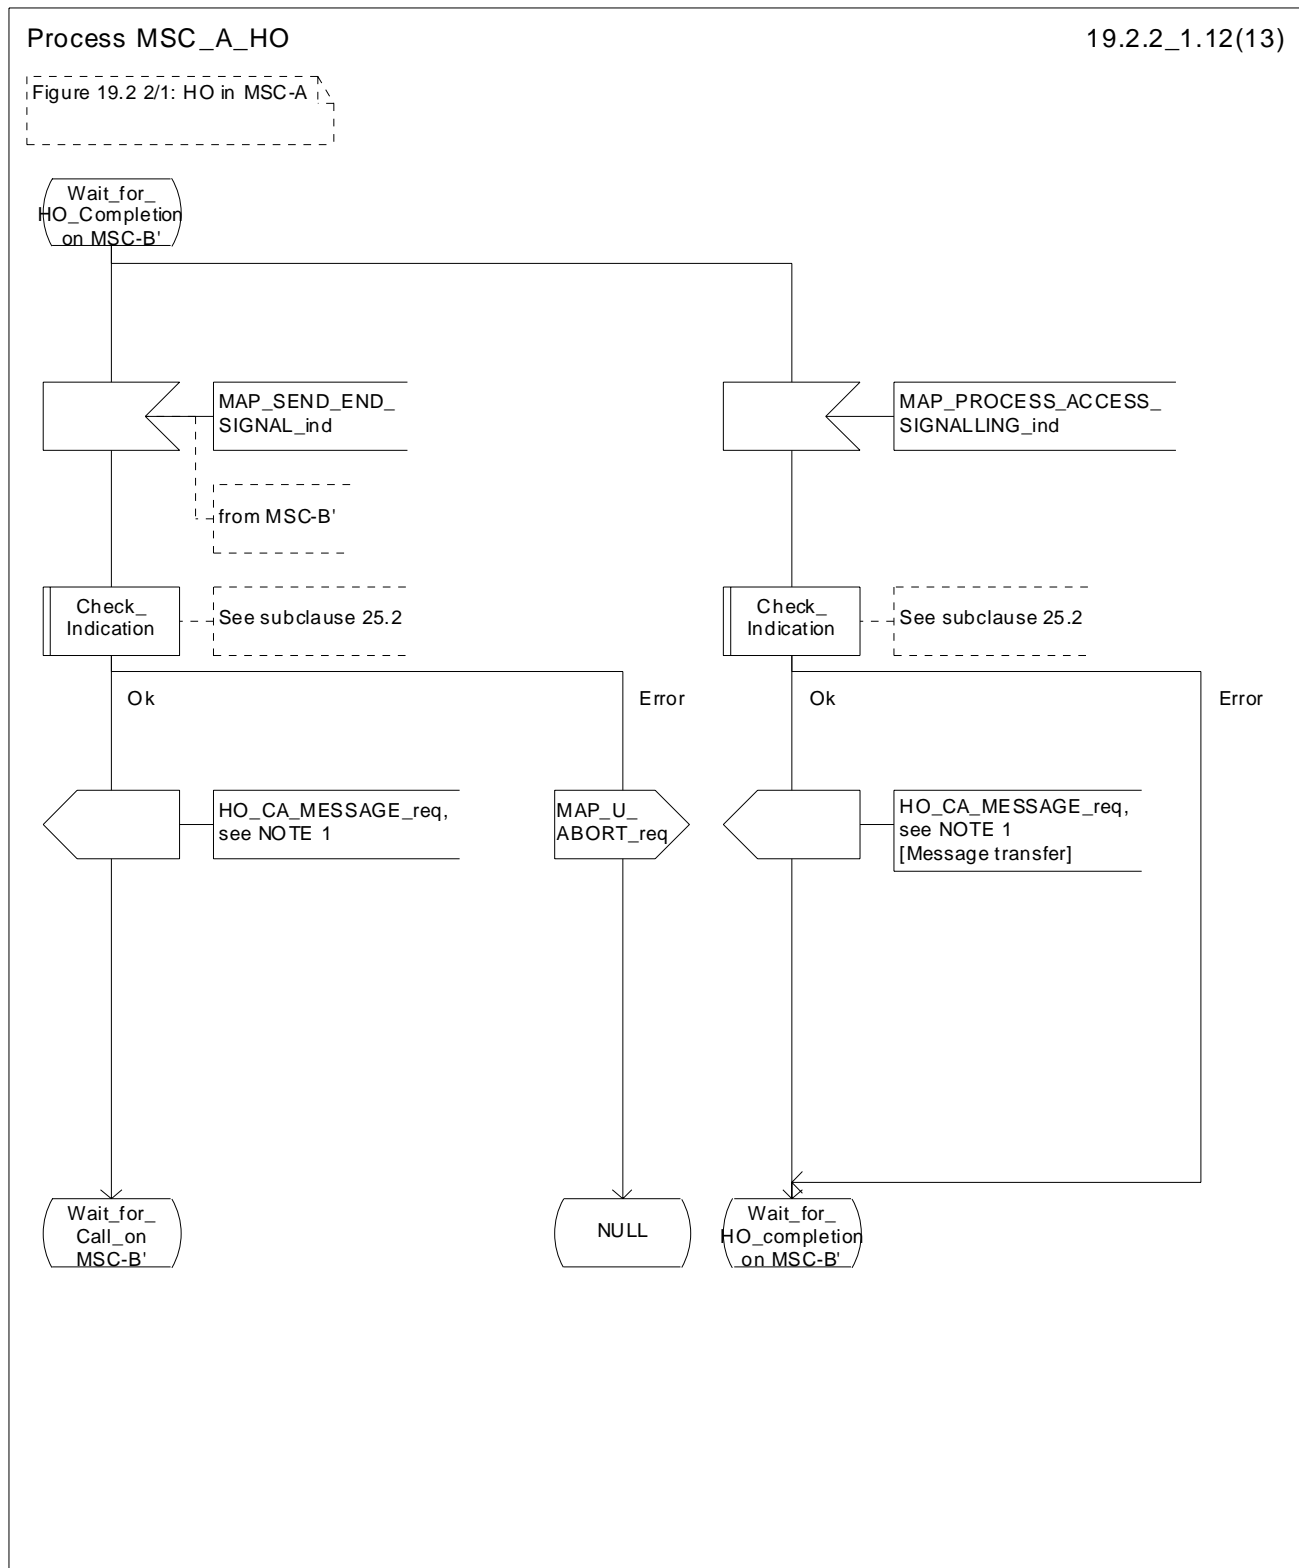 Process MSC_A_HO
19.2.2_1.12(13)
Figure 19.2 2/1: HO in MSC-A
Wait_for_
HO_Completion
on MSC-B'
MAP_SEND_END_
SIGNAL_ind
MAP_PROCESS_ACCESS_
SIGNALLING_ind
from MSC-B'
Check_
Indication
See subclause 25.2
Check_
Indication
See subclause 25.2
Ok
Error
Ok
Error
HO_CA_MESSAGE_req,
see NOTE 1
MAP_U_
ABORT_req
HO_CA_MESSAGE_req,
see NOTE 1
[Message transfer]
Wait_for_
Call_on
MSC-B'
NULL
Wait_for_
HO_completion
on MSC-B'